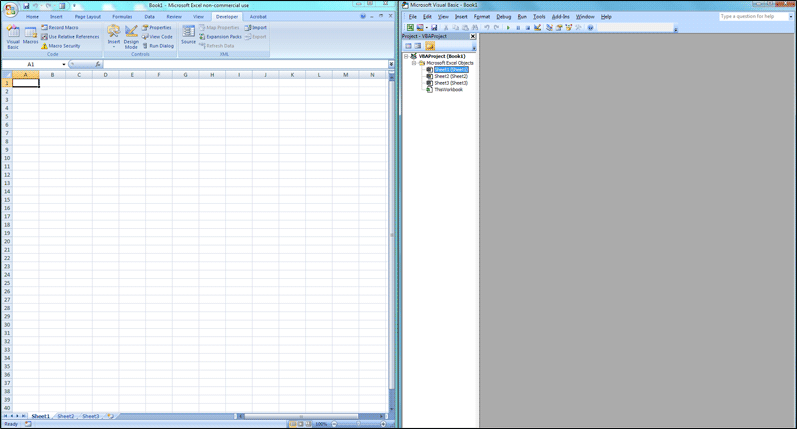 Book1 - Microsoft Excel non-commercial use
Home Insert Page Layout Formulas Data Review View Developer Acrobat
Visual Basic
Macros
Record Macro
Use Relative References
Macro Security
Code
Insert
Design Mode
Properties
View Code
Run Dialog
Controls
Source
Map Properties
Expansion Packs
Refresh Data
Import
Export
XML
A1
A B C D E F G H I J K L M N
1
2
3
4
5
6
7
8
9
10
11
12
13
14
15
16
17
18
19
20
21
22
23
24
25
26
27
28
29
30
31
32
33
34
35
36
37
38
39
40
Sheet1 Sheet2 Sheet3
Ready
100%
Microsoft Visual Basic - Book1
File Edit View Insert Format Debug Run Tools Add-Ins Window Help
Type a question for help
Project - VBAProject
VBAProject (Book1)
Microsoft Excel Objects
Sheet1 (Sheet1)
Sheet2 (Sheet2)
Sheet3 (Sheet3)
ThisWorkbook